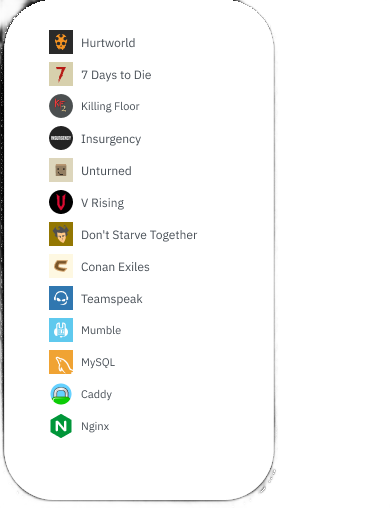 Hurtworld
7 Days to Die
Killing Floor
Insurgency
Unturned
V Rising
Don't Starve Together
Conan Exiles
Teamspeak
Mumble
MySQL
Caddy
Nginx